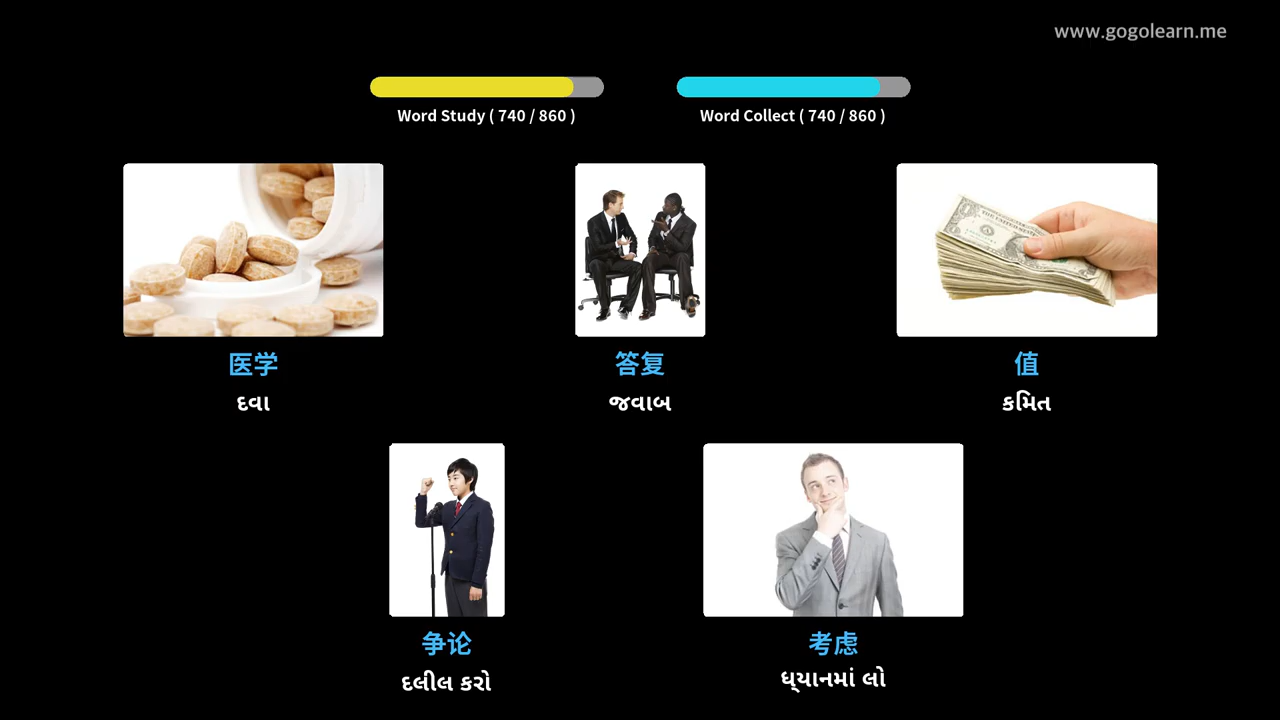 www.gogolearn.me
Word Study ( 740 / 860 )
Word Collect ( 740 / 860 )
医学
દવા
答复
જવાબ
值
કમિત
争论
દલીલ કરો
考虑
ધ્યાનમાં લો